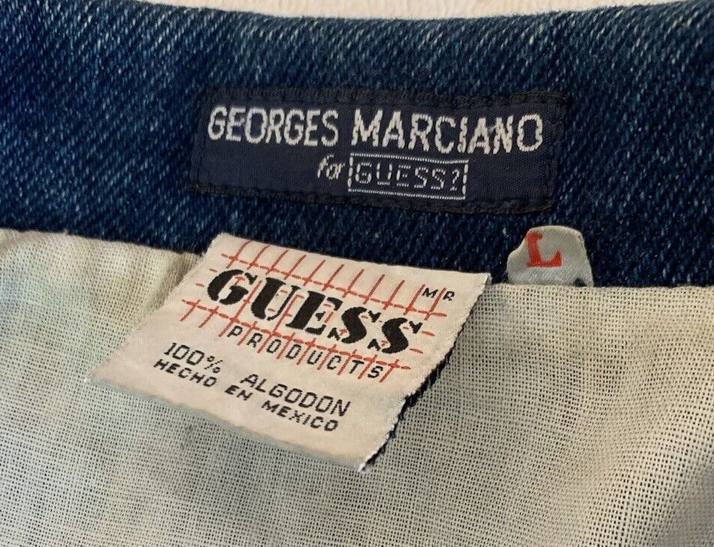 GEORGES MARCIANO
for GUESS?
L
MR
GUESS
PRODUCTS
100% ALGODON
HECHO EN MEXICO